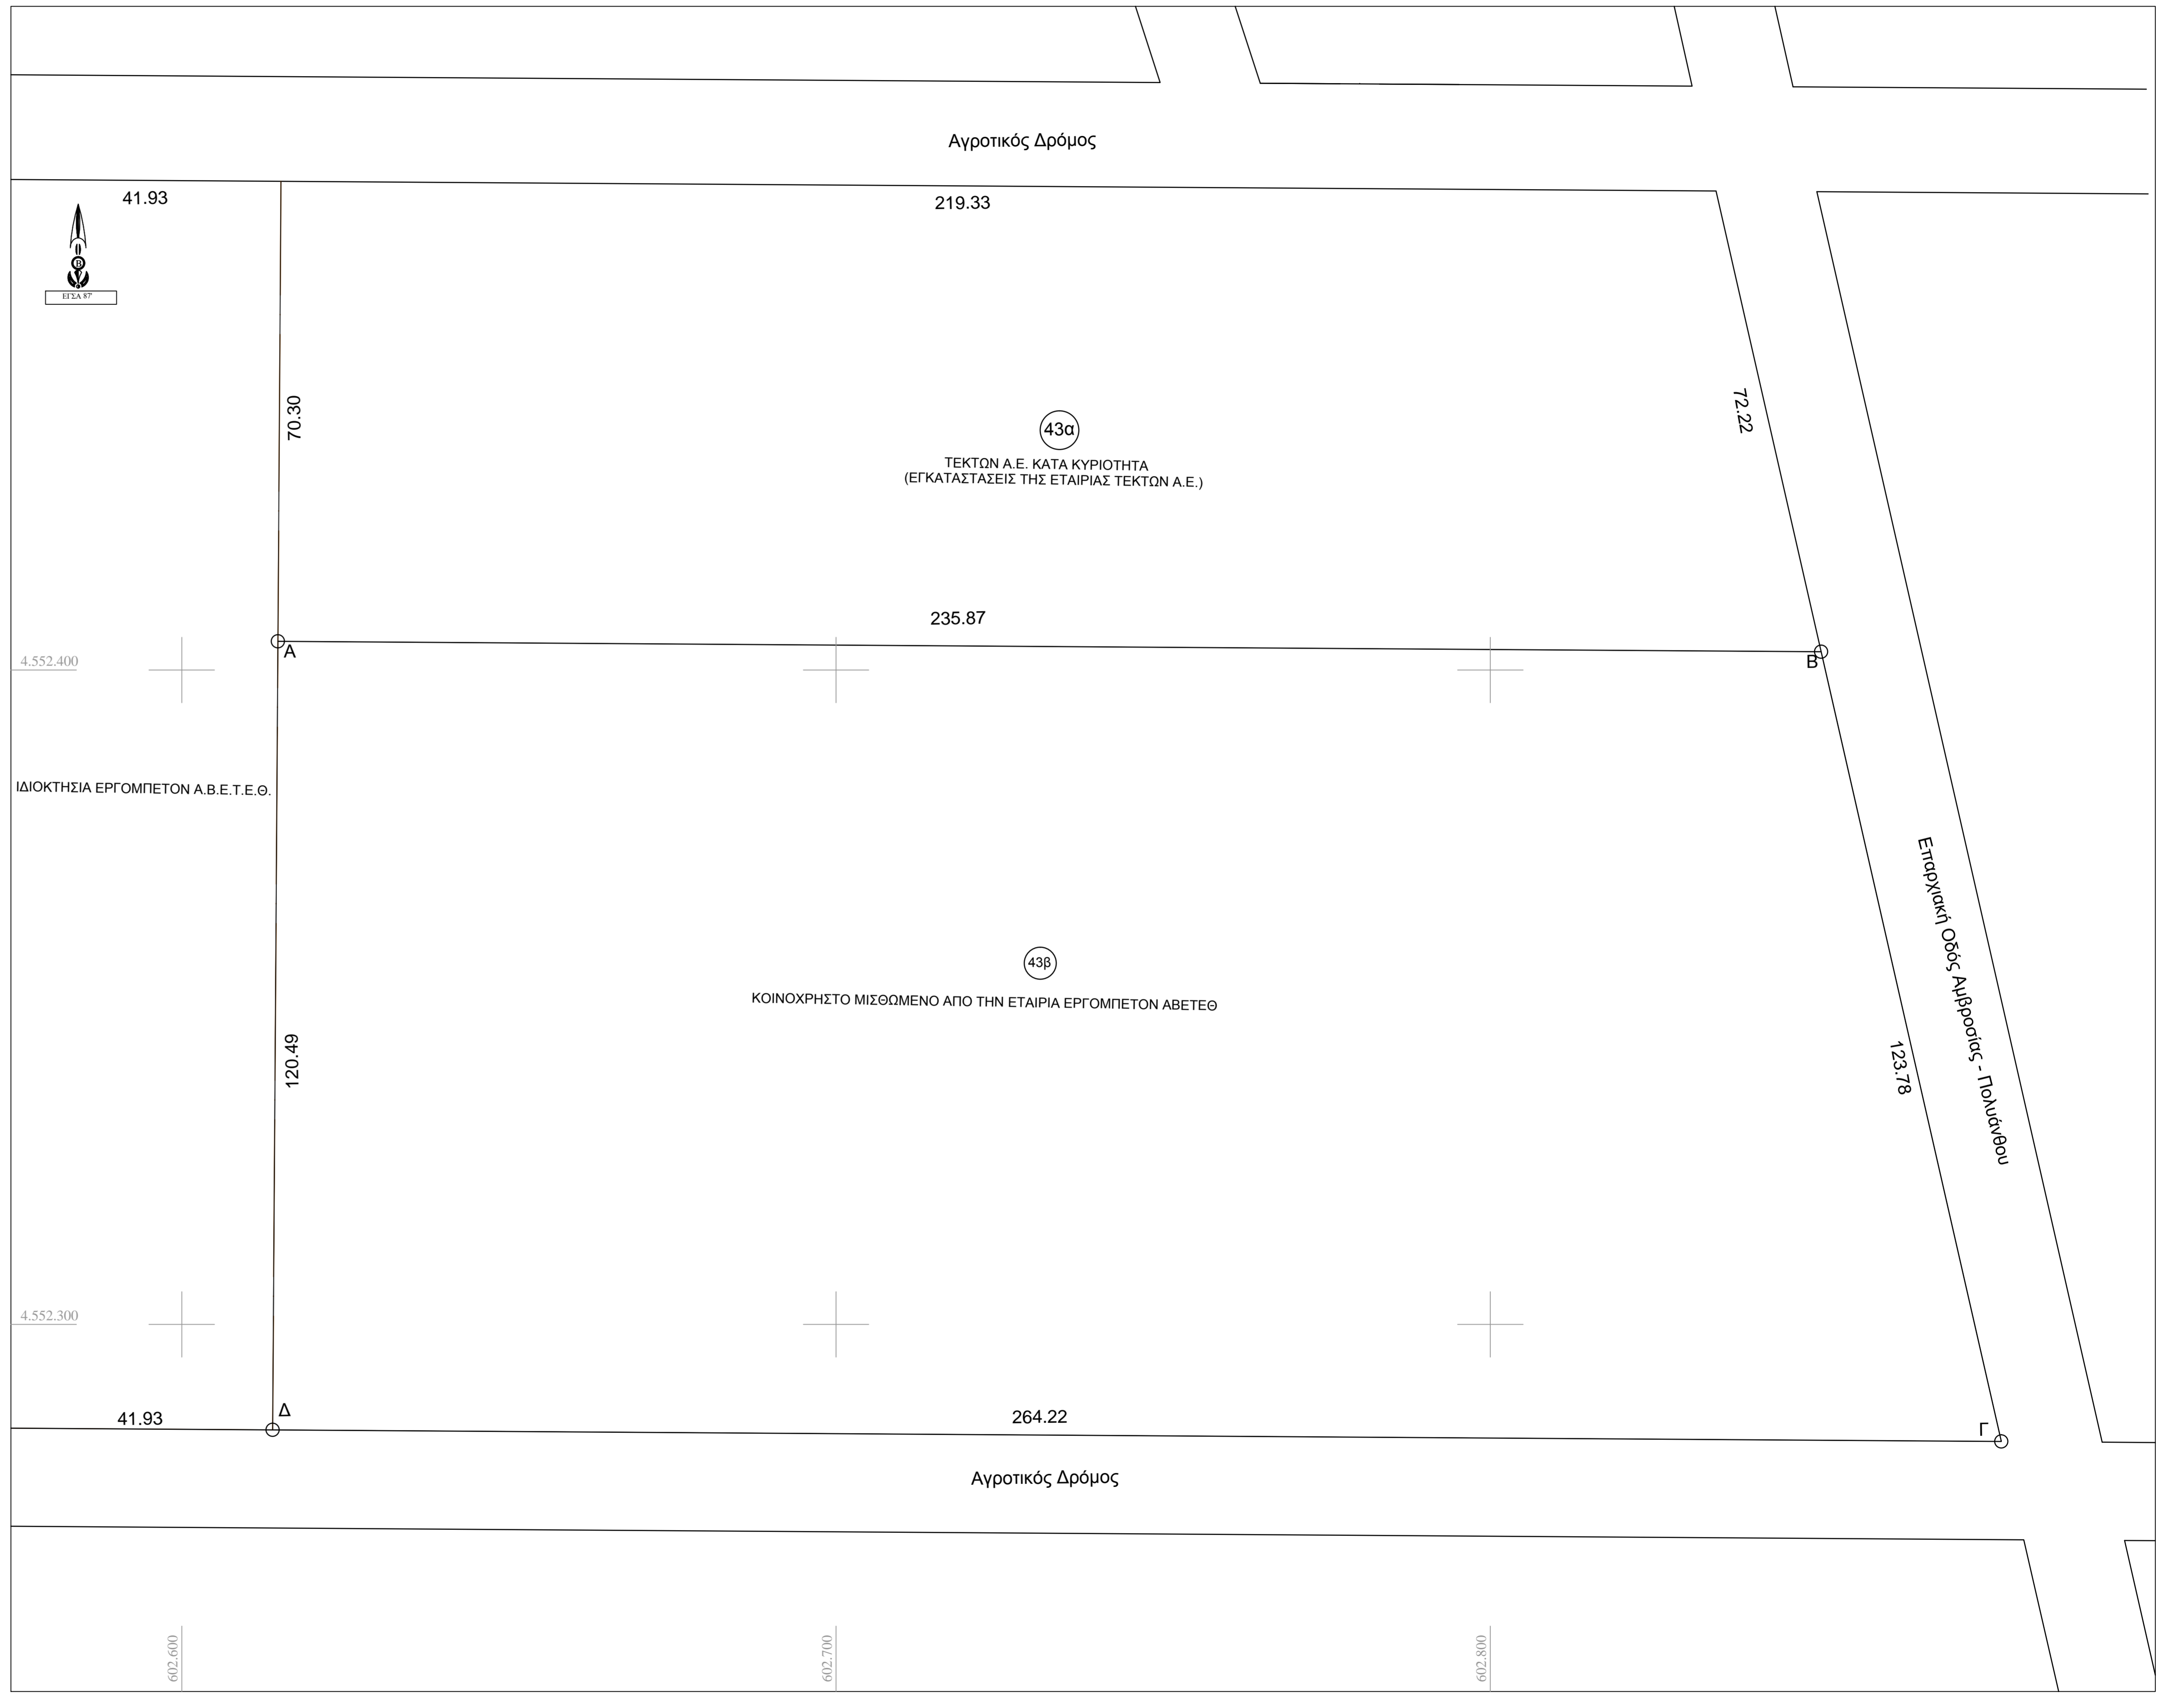 Αγροτικός Δρόμος
41.93
219.33
Β
ΕΓΣΑ 87'
70.30
72.22
43α
ΤΕΚΤΩΝ Α.Ε. ΚΑΤΑ ΚΥΡΙΟΤΗΤΑ
(ΕΓΚΑΤΑΣΤΑΣΕΙΣ ΤΗΣ ΕΤΑΙΡΙΑΣ ΤΕΚΤΩΝ Α.Ε.)
235.87
Α
Β
4.552.400
ΙΔΙΟΚΤΗΣΙΑ ΕΡΓΟΜΠΕΤΟΝ Α.Β.Ε.Τ.Ε.Θ.
Επαρχιακή Οδός Αμβροσίας - Πολυάνθου
43β
ΚΟΙΝΟΧΡΗΣΤΟ ΜΙΣΘΩΜΕΝΟ ΑΠΟ ΤΗΝ ΕΤΑΙΡΙΑ ΕΡΓΟΜΠΕΤΟΝ ΑΒΕΤΕΘ
120.49
123.78
4.552.300
41.93
Δ
264.22
Γ
Αγροτικός Δρόμος
602.600
602.700
602.800